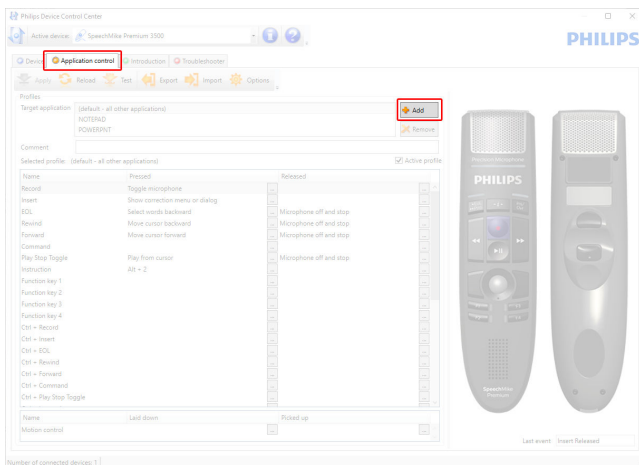 Philips Device Control Center
Active device: SpeechMike Premium 3500
PHILIPS
Device Application control Introduction Troubleshooter
Apply Reload Test Export Import Options
Profiles
Target application (default - all other applications) Add
NOTEPAD
POWERPNT Remove
Comment:
Selected profile: (default - all other applications) Active profile
Name Pressed Released
Record Toggle microphone
Insert Show correction menu or dialog
EOL Select words backward Microphone off and stop
Rewind Move cursor backward Microphone off and stop
Forward Move cursor forward Microphone off and stop
Command
Play Stop Toggle Play from cursor Microphone off and stop
Instruction Alt + Z
Function key 1
Function key 2
Function key 3
Function key 4
Ctrl + Record
Ctrl + Insert
Ctrl + EOL
Ctrl + Rewind
Ctrl + Forward
Ctrl + Command
Ctrl + Play Stop Toggle
Name Laid down Picked up
Motion control
Precision Microphone
PHILIPS
SpeechMike
Premium
Last event Insert Released
Number of connected devices: 1